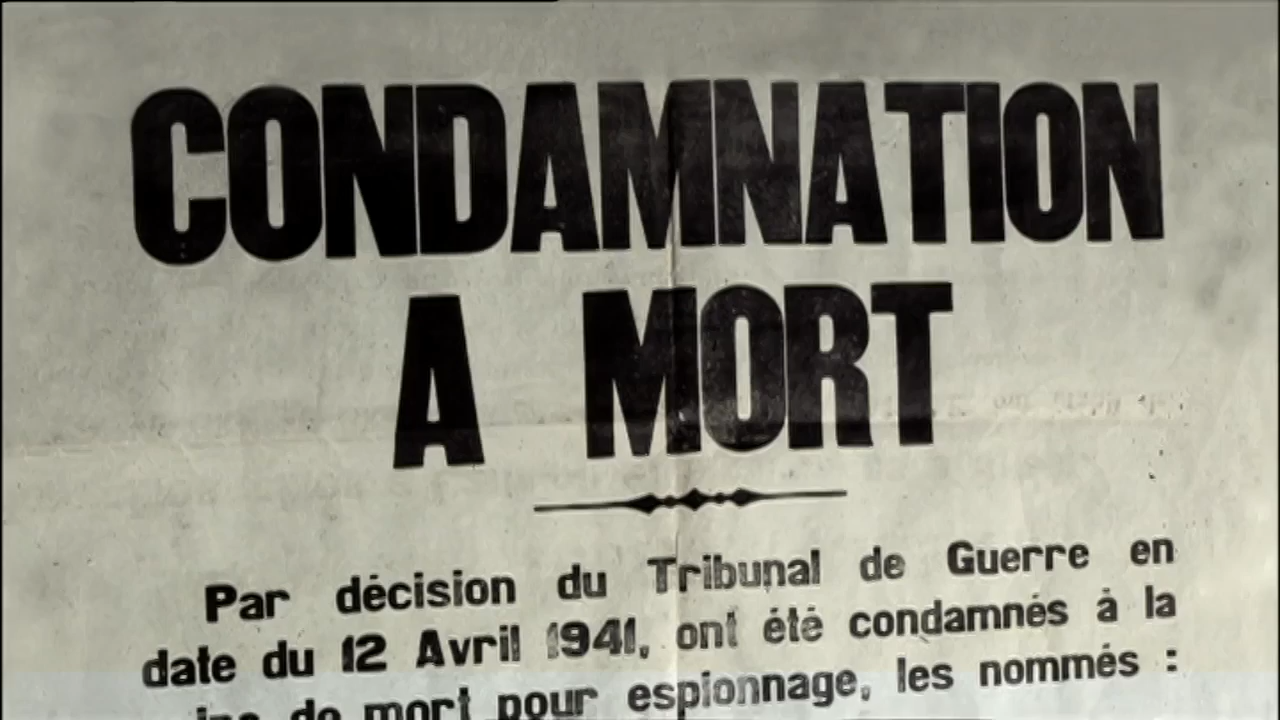 CONDAMNATION
A MORT
Par décision du Tribunal de Guerre en
date du 12 Avril 1941, ont été condamnés à la
de mort pour espionnage, les nommés :